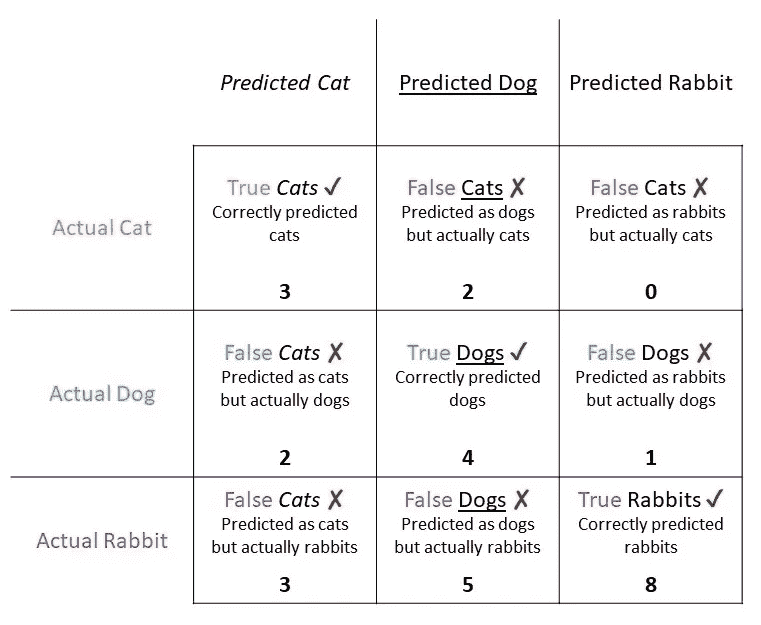 Predicted Cat Predicted Dog Predicted Rabbit
True Cats ✓ False Cats ✗ False Cats ✗
Correctly predicted Predicted as dogs Predicted as rabbits
Actual Cat cats but actually cats but actually cats
3 2 0
False Cats ✗ True Dogs ✓ False Dogs ✗
Predicted as cats Correctly predicted Predicted as rabbits
Actual Dog but actually dogs dogs but actually dogs
2 4 1
False Cats ✗ False Dogs ✗ True Rabbits ✓
Predicted as cats Predicted as dogs Correctly predicted
Actual Rabbit but actually rabbits but actually rabbits rabbits
3 5 8